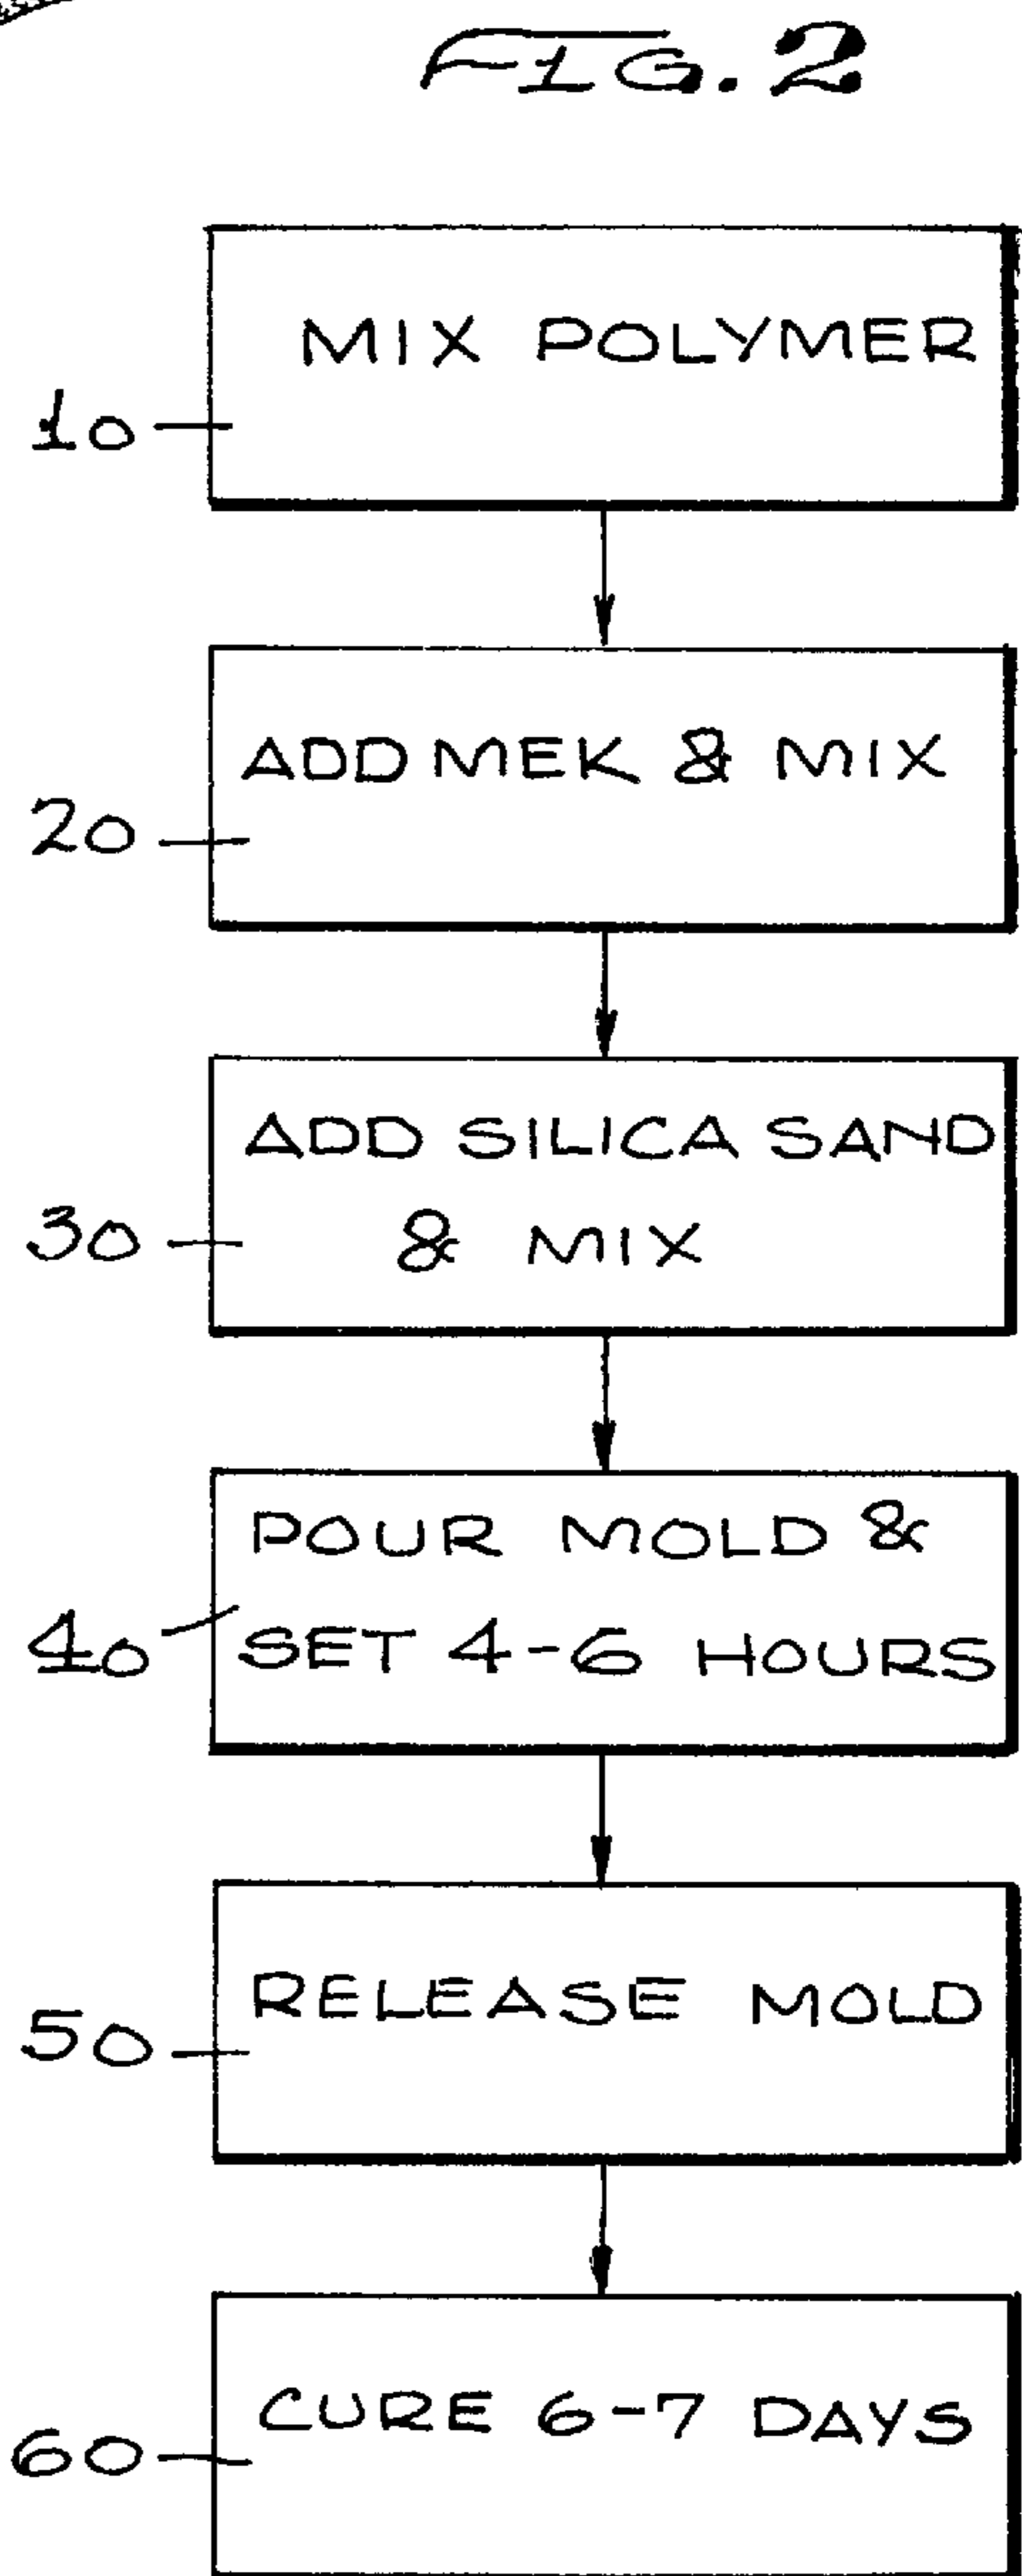 FIG. 2
MIX POLYMER
10
ADD MEK & MIX
20
ADD SILICA SAND
& MIX
30
POUR MOLD &
SET 4-6 HOURS
40
RELEASE MOLD
50
CURE 6-7 DAYS
60